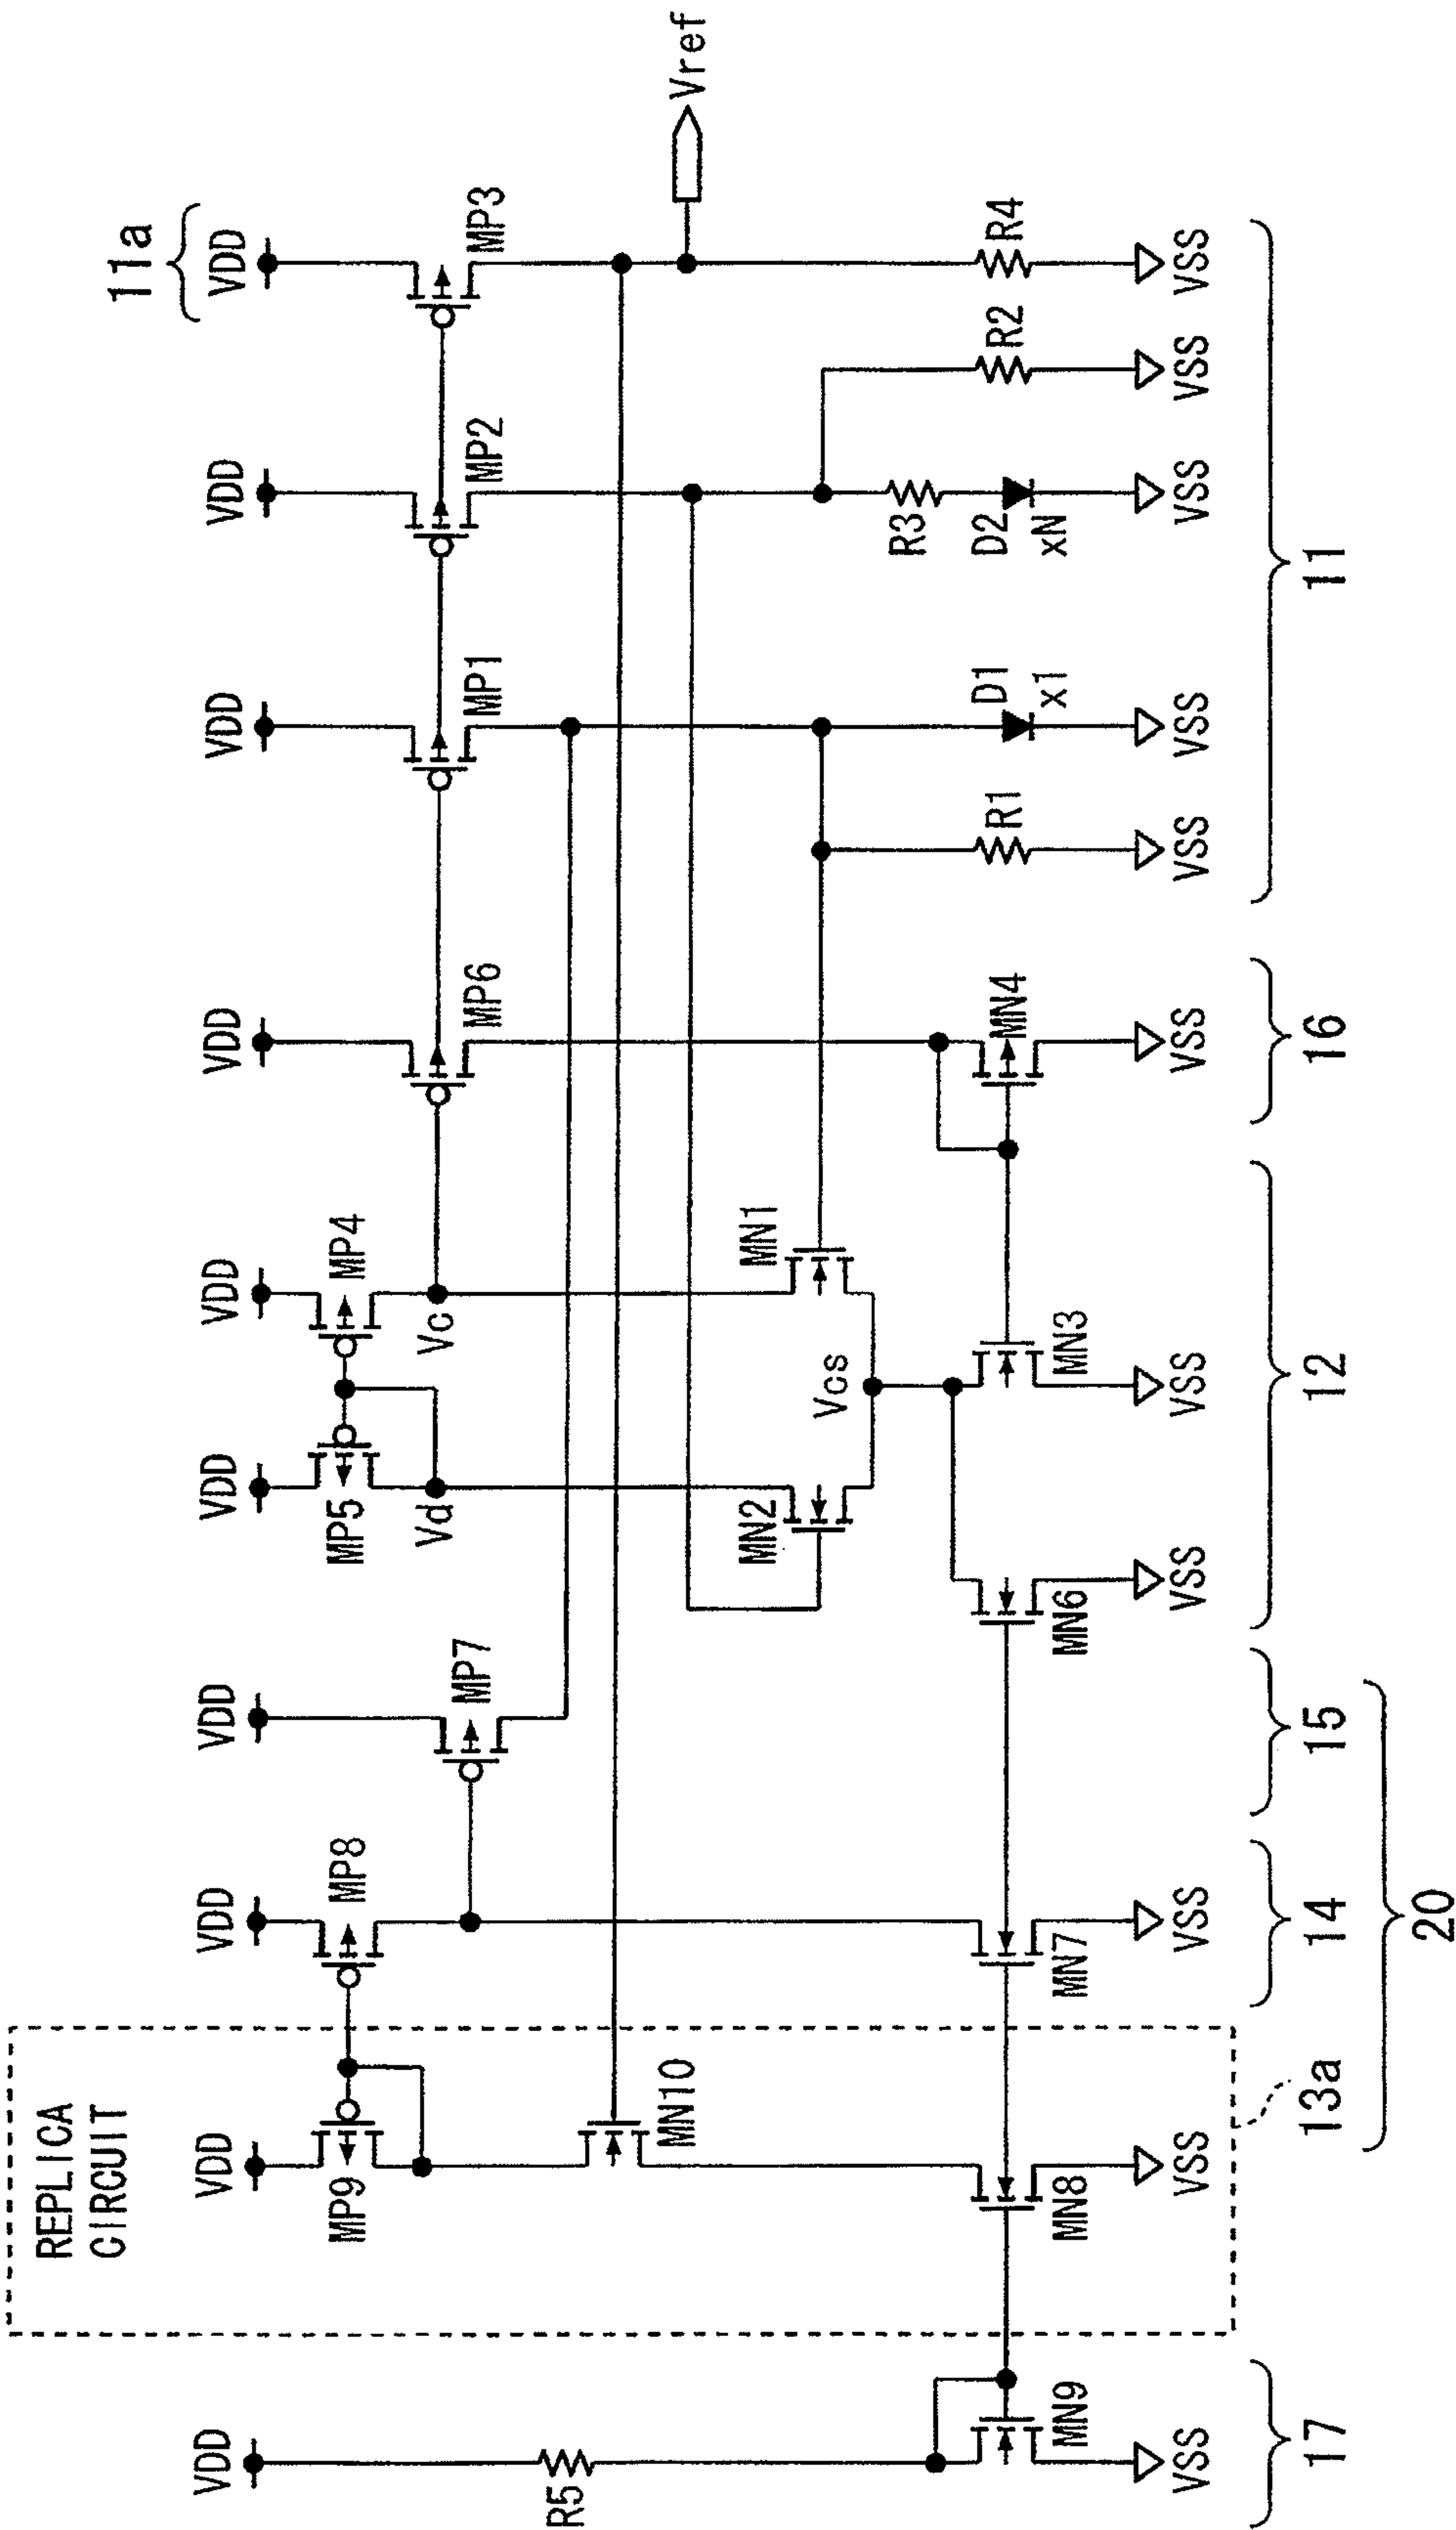 REPLICA
CIRCUIT
11a
VDD
VDD
VDD
VDD
VDD
VDD
VDD
VDD
VDD
VDD
R5
MP9
MP8
MP7
MP5
MP4
MP6
MP1
MP2
MP3
Vd
Vc
Vref
MN10
MN2
MN1
Vcs
MN9
MN8
MN7
MN6
MN3
MN4
R1
D1
x1
R3
D2
xN
R2
R4
VSS
VSS
VSS
VSS
VSS
VSS
VSS
VSS
VSS
VSS
VSS
17
13a
14
15
12
16
11
20